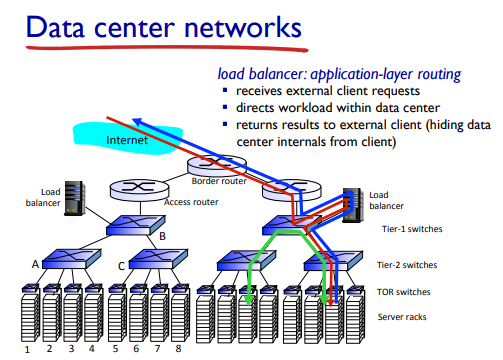 Data center networks
load balancer: application-layer routing
▪ receives external client requests
▪ directs workload within data center
▪ returns results to external client (hiding data
center internals from client)
Internet
Border router
Load
balancer
Access router
Load
balancer
Tier-1 switches
B
A
C
Tier-2 switches
TOR switches
Server racks
1 2 3 4 5 6 7 8